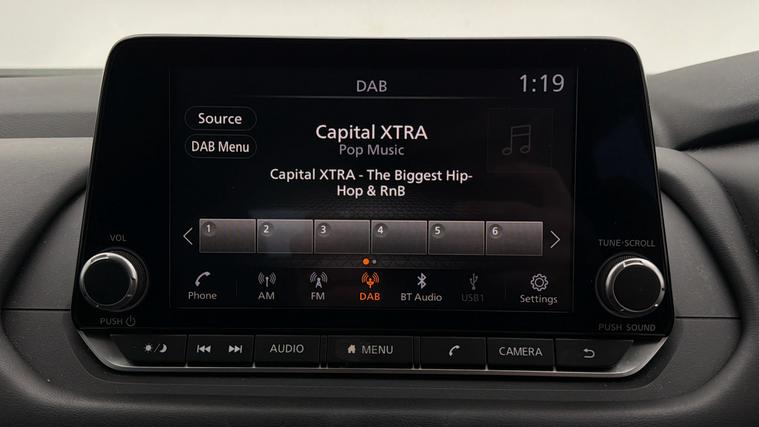 DAB
1:19
Source
DAB Menu
Capital XTRA
Pop Music
Capital XTRA - The Biggest Hip-
Hop & RnB
1 2 3 4 5 6
VOL
TUNE·SCROLL
Phone AM FM DAB BT Audio USB1 Settings
PUSH
PUSH SOUND
AUDIO MENU CAMERA